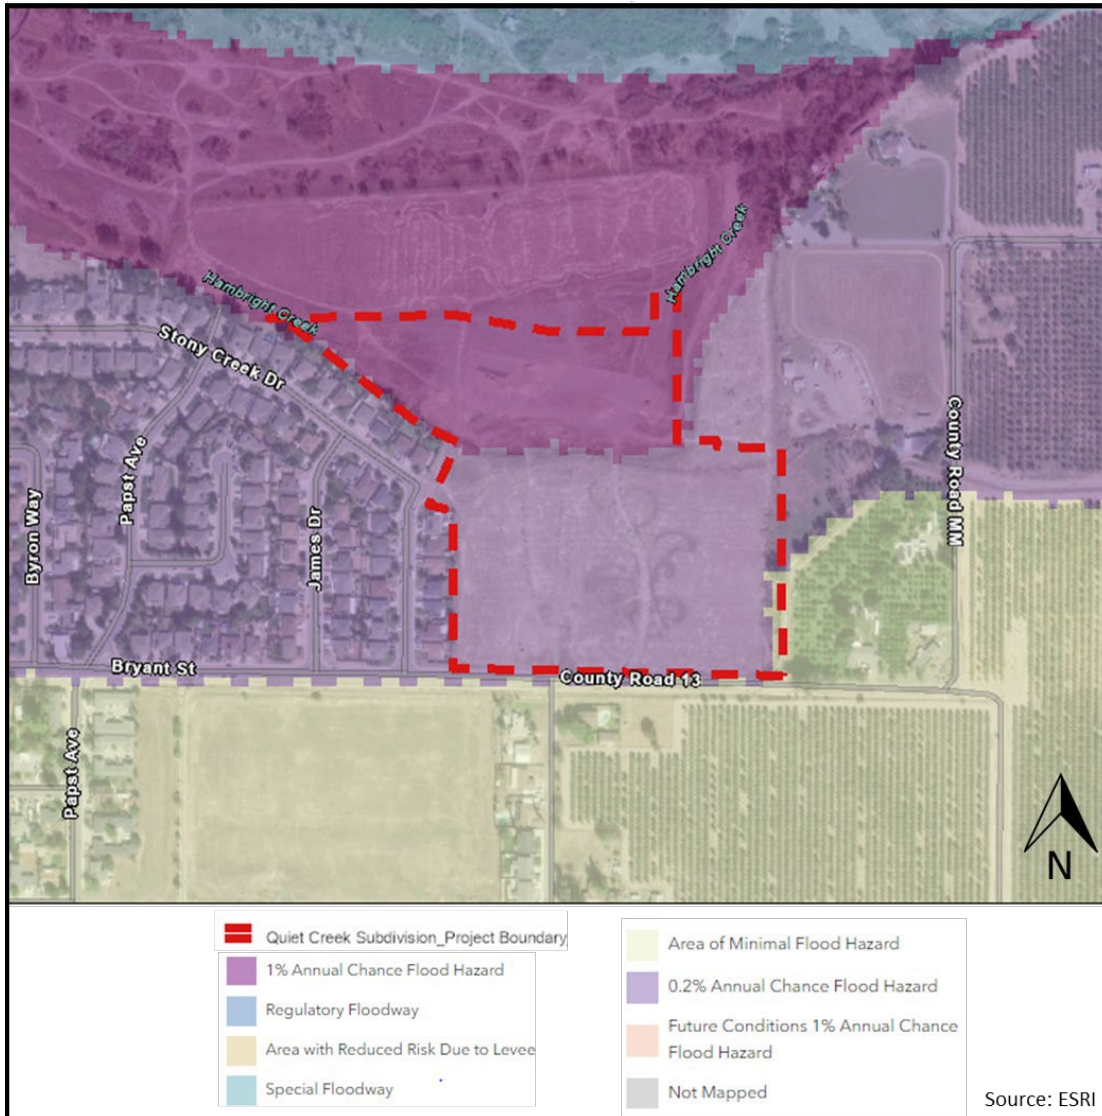 Hambright Creek
Hambright Creek
Stony Creek Dr
Papst Ave
Byron Way
James Dr
County Road MM
Bryant St
County Road 13
Papst Ave
N
Quiet Creek Subdivision_Project Boundary
1% Annual Chance Flood Hazard
Regulatory Floodway
Area with Reduced Risk Due to Levee
Special Floodway
Area of Minimal Flood Hazard
0.2% Annual Chance Flood Hazard
Future Conditions 1% Annual Chance
Flood Hazard
Not Mapped
Source: ESRI